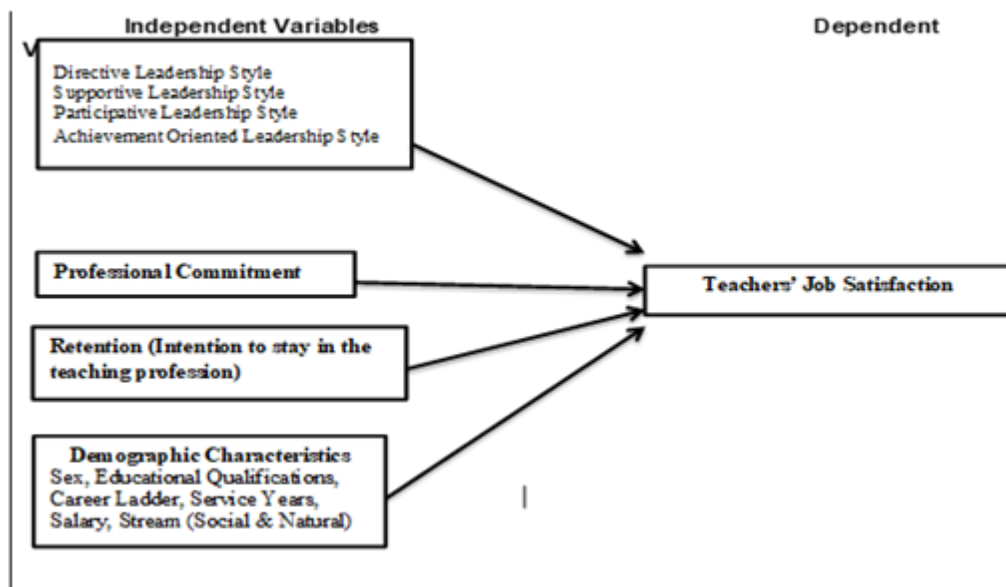 Independent Variables Dependent
V
Directive Leadership Style
Supportive Leadership Style
Participative Leadership Style
Achievement Oriented Leadership Style
Professional Commitment
Teachers' Job Satisfaction
Retention (Intention to stay in the
teaching profession)
Demographic Characteristics
Sex, Educational Qualifications,
Career Ladder, Service Years,
Salary, Stream (Social & Natural)